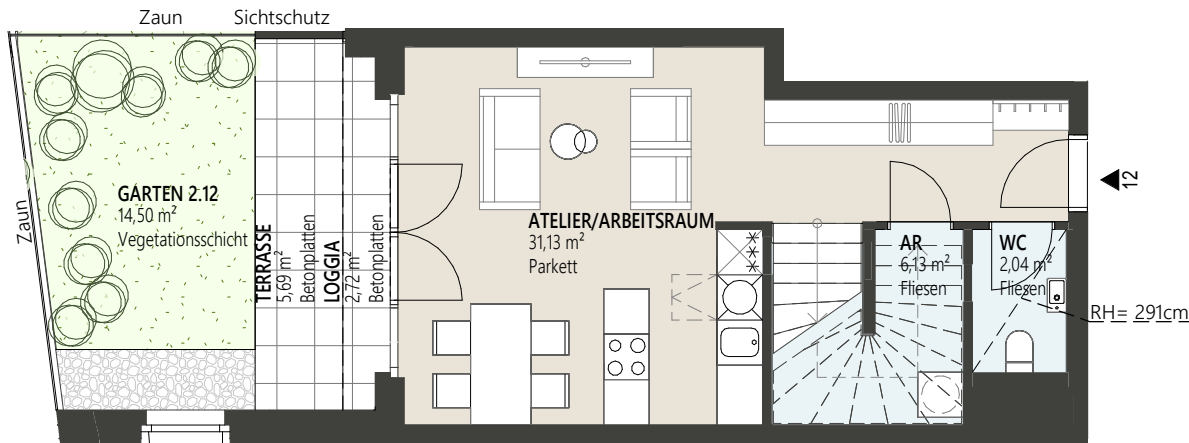 Zaun
Sichtschutz
Zaun
GARTEN 2.12
14,50 m²
Vegetationsschicht
TERRASSE
5,69 m²
Betonplatten
LOGGIA
2,72 m²
Betonplatten
ATELIER/ARBEITSRAUM
31,13 m²
Parkett
AR
6,13 m²
Fliesen
WC
2,04 m²
Fliesen
12
RH= 291cm